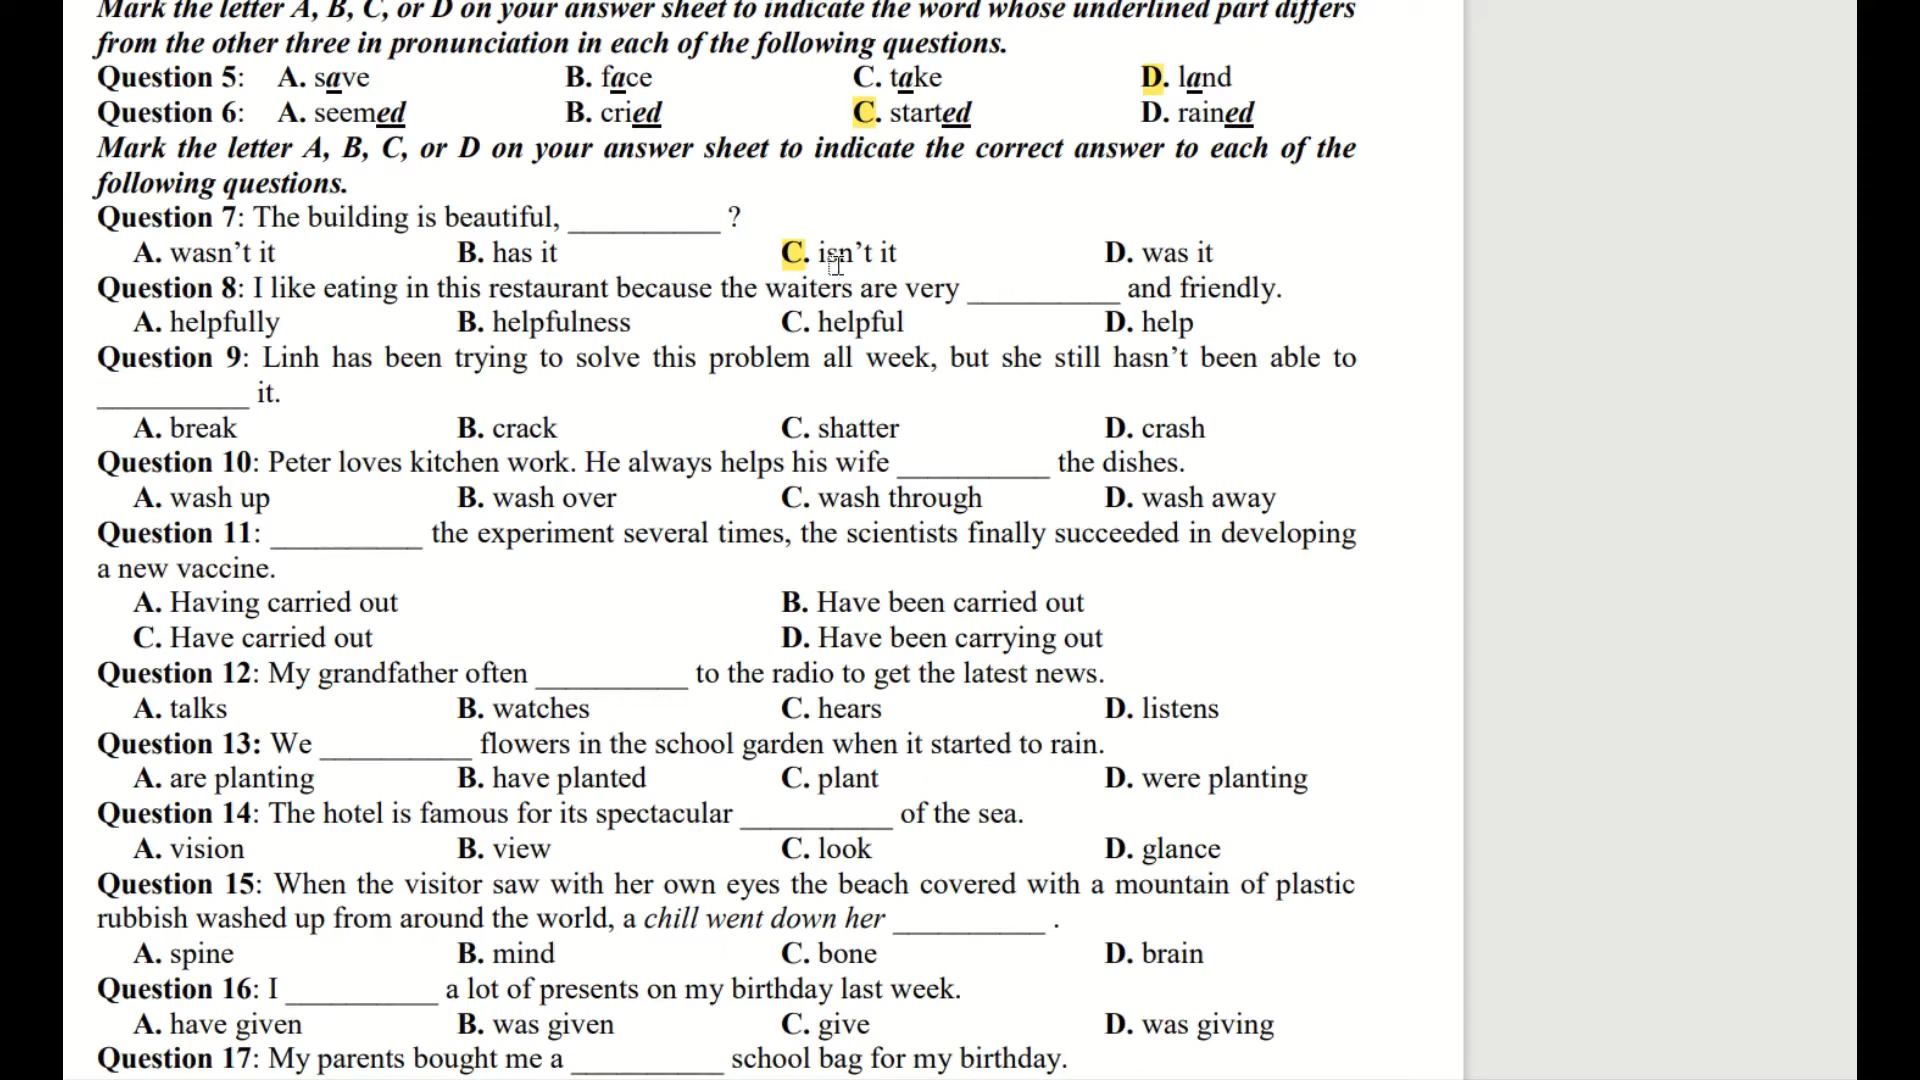 Mark the letter A, B, C, or D on your answer sheet to indicate the word whose underlined part differs
from the other three in pronunciation in each of the following questions.
Question 5: A. save B. face C. take D. land
Question 6: A. seemed B. cried C. started D. rained
Mark the letter A, B, C, or D on your answer sheet to indicate the correct answer to each of the
following questions.
Question 7: The building is beautiful, __________ ?
A. wasn’t it B. has it C. isn’t it D. was it
Question 8: I like eating in this restaurant because the waiters are very __________ and friendly.
A. helpfully B. helpfulness C. helpful D. help
Question 9: Linh has been trying to solve this problem all week, but she still hasn’t been able to
__________ it.
A. break B. crack C. shatter D. crash
Question 10: Peter loves kitchen work. He always helps his wife __________ the dishes.
A. wash up B. wash over C. wash through D. wash away
Question 11: __________ the experiment several times, the scientists finally succeeded in developing
a new vaccine.
A. Having carried out B. Have been carried out
C. Have carried out D. Have been carrying out
Question 12: My grandfather often __________ to the radio to get the latest news.
A. talks B. watches C. hears D. listens
Question 13: We __________ flowers in the school garden when it started to rain.
A. are planting B. have planted C. plant D. were planting
Question 14: The hotel is famous for its spectacular __________ of the sea.
A. vision B. view C. look D. glance
Question 15: When the visitor saw with her own eyes the beach covered with a mountain of plastic
rubbish washed up from around the world, a chill went down her __________ .
A. spine B. mind C. bone D. brain
Question 16: I __________ a lot of presents on my birthday last week.
A. have given B. was given C. give D. was giving
Question 17: My parents bought me a __________ school bag for my birthday.